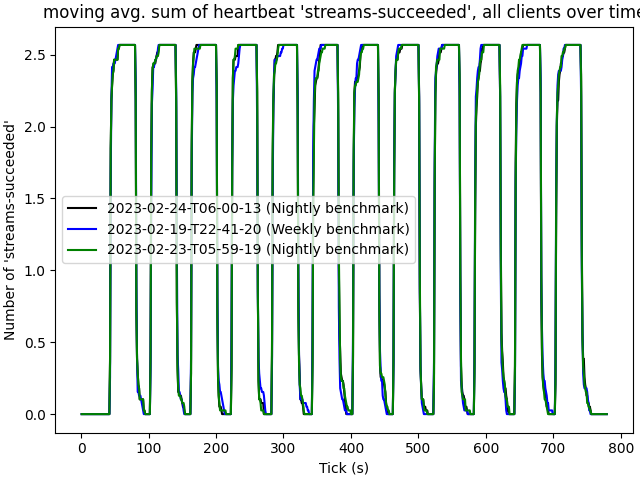 moving avg. sum of heartbeat 'streams-succeeded', all clients over time
Number of 'streams-succeeded'
2.5
2.0
1.5
1.0
0.5
0.0
2023-02-24-T06-00-13 (Nightly benchmark)
2023-02-19-T22-41-20 (Weekly benchmark)
2023-02-23-T05-59-19 (Nightly benchmark)
0 100 200 300 400 500 600 700 800
Tick (s)